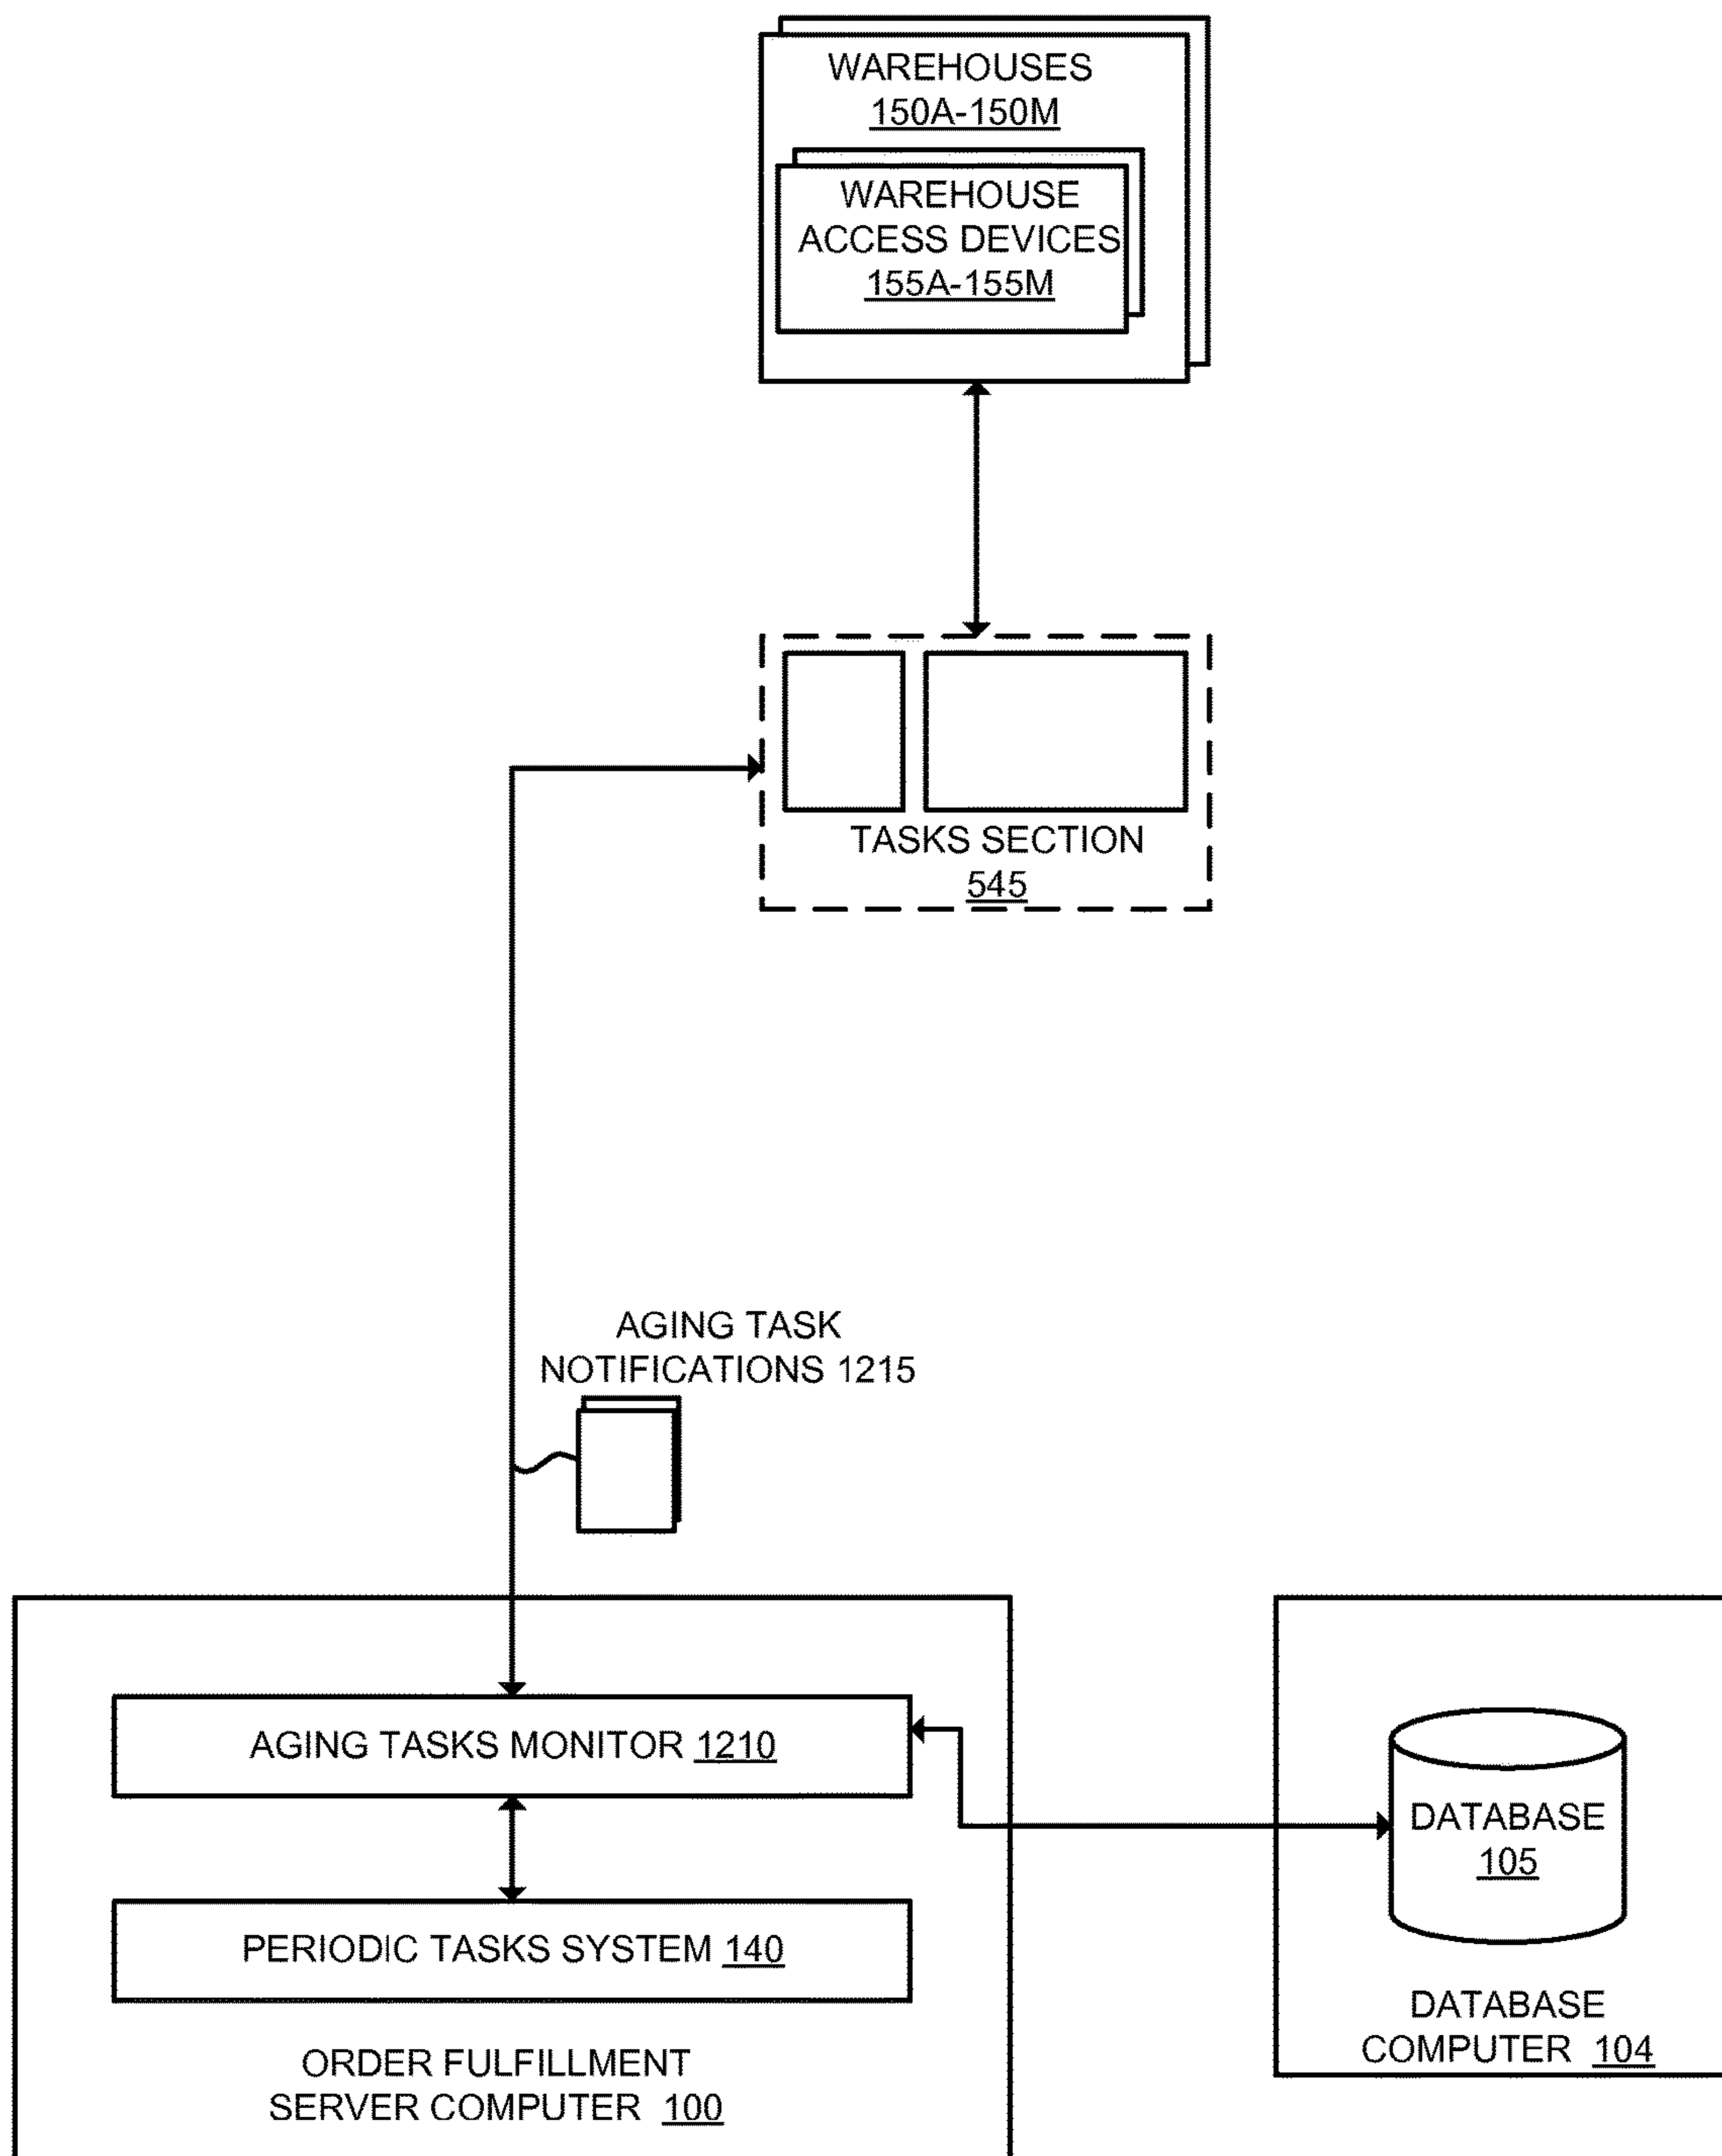 WAREHOUSES
150A-150M
WAREHOUSE
ACCESS DEVICES
155A-155M
TASKS SECTION
545
AGING TASK
NOTIFICATIONS 1215
AGING TASKS MONITOR 1210
PERIODIC TASKS SYSTEM 140
ORDER FULFILLMENT
SERVER COMPUTER 100
DATABASE
105
DATABASE
COMPUTER 104